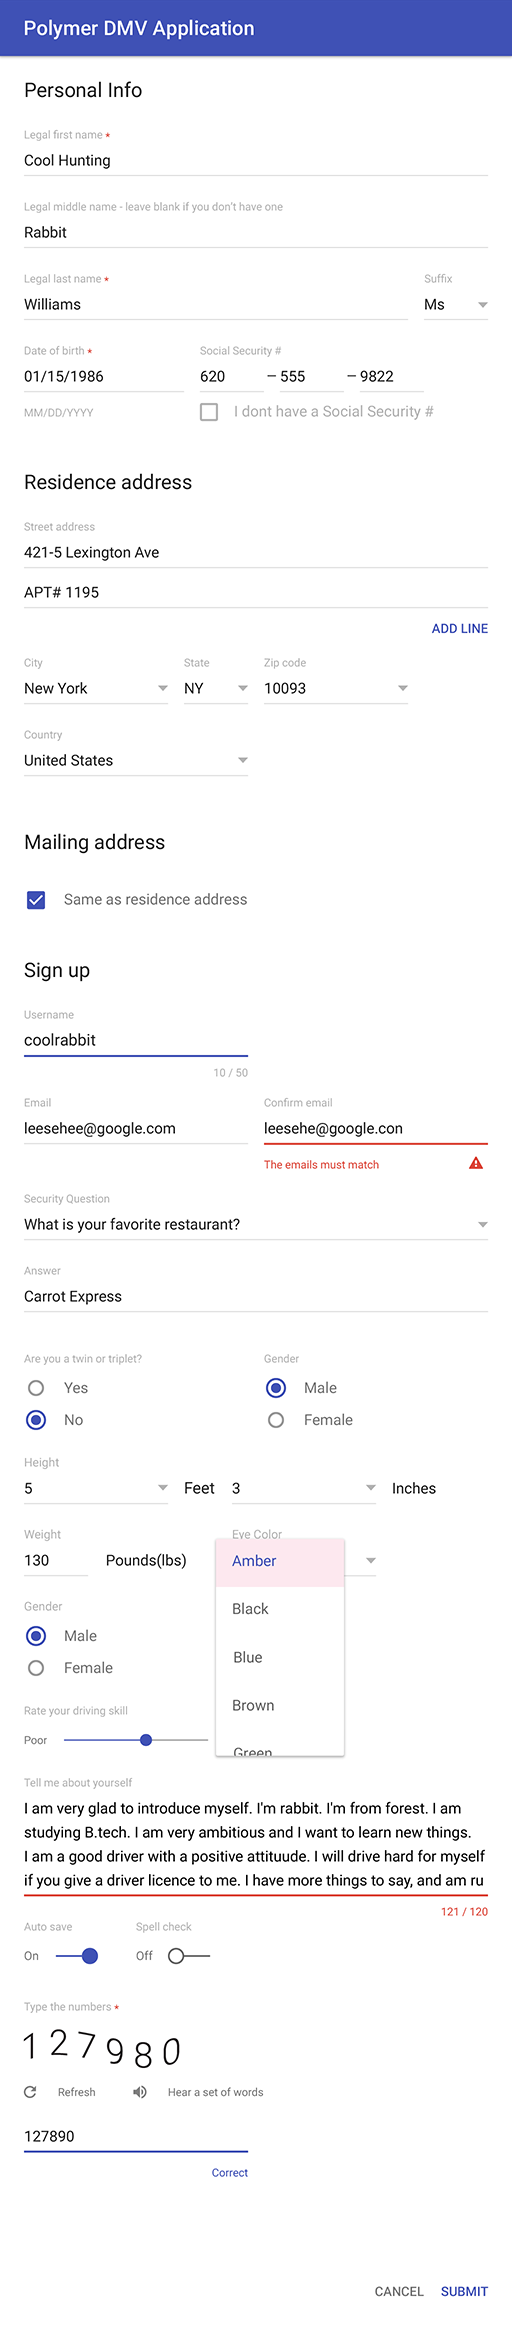 Polymer DMV Application
Personal Info
Legal first name *
Cool Hunting
Legal middle name - leave blank if you don't have one
Rabbit
Legal last name * Suffix
Williams Ms
Date of birth * Social Security #
01/15/1986 620 – 555 – 9822
MM/DD/YYYY I dont have a Social Security #
Residence address
Street address
421-5 Lexington Ave
APT# 1195
ADD LINE
City State Zip code
New York NY 10093
Country
United States
Mailing address
Same as residence address
Sign up
Username
coolrabbit
10 / 50
Email Confirm email
leesehee@google.com leesehe@google.con
The emails must match
Security Question
What is your favorite restaurant?
Answer
Carrot Express
Are you a twin or triplet? Gender
Yes Male
No Female
Height
5 Feet 3 Inches
Weight Eye Color
130 Pounds(lbs) Amber
Black
Blue
Brown
Green
Gender
Male
Female
Rate your driving skill
Poor
Tell me about yourself
I am very glad to introduce myself. I'm rabbit. I'm from forest. I am
studying B.tech. I am very ambitious and I want to learn new things.
I am a good driver with a positive attituude. I will drive hard for myself
if you give a driver licence to me. I have more things to say, and am ru
121 / 120
Auto save Spell check
On Off
Type the numbers *
127980
Refresh Hear a set of words
127890
Correct
CANCEL SUBMIT